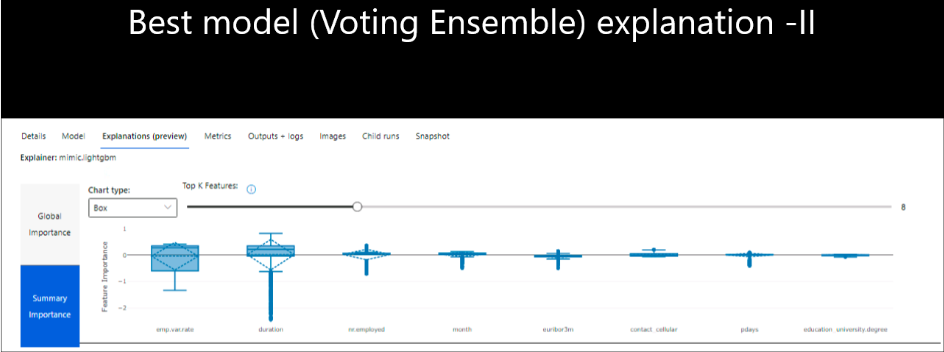 Best model (Voting Ensemble) explanation -II
Details Model Explanations (preview) Metrics Outputs + logs Images Child runs Snapshot
Explainer: mimic.lightgbm
Global Importance
Summary Importance
Chart type:
Box
Top K Features:
8
Feature Importance
1
0
−1
−2
emp.var.rate duration nr.employed month euribor3m contact_cellular pdays education_university.degree